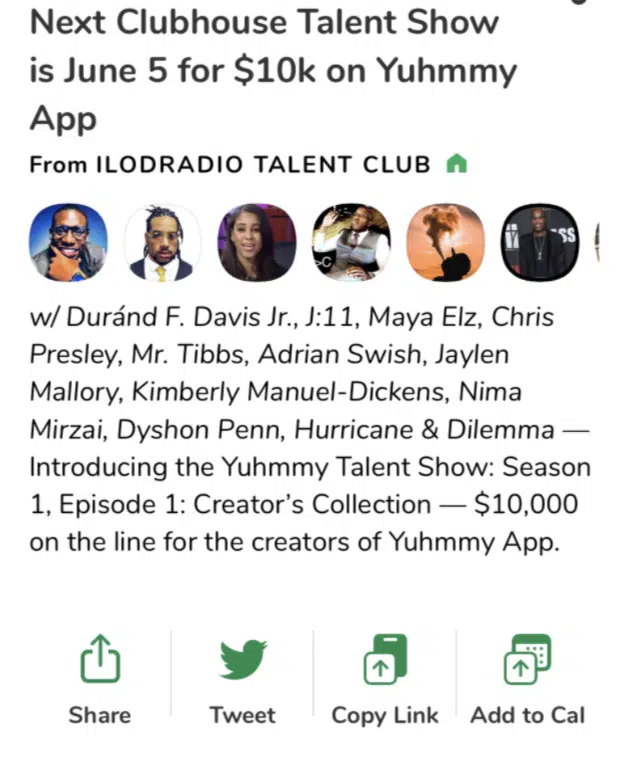 Next Clubhouse Talent Show
is June 5 for $10k on Yuhmmy
App
From ILODRADIO TALENT CLUB
SS
w/ Duránd F. Davis Jr., J:11, Maya Elz, Chris
Presley, Mr. Tibbs, Adrian Swish, Jaylen
Mallory, Kimberly Manuel-Dickens, Nima
Mirzai, Dyshon Penn, Hurricane & Dilemma —
Introducing the Yuhmmy Talent Show: Season
1, Episode 1: Creator’s Collection — $10,000
on the line for the creators of Yuhmmy App.
Share
Tweet
Copy Link
Add to Cal